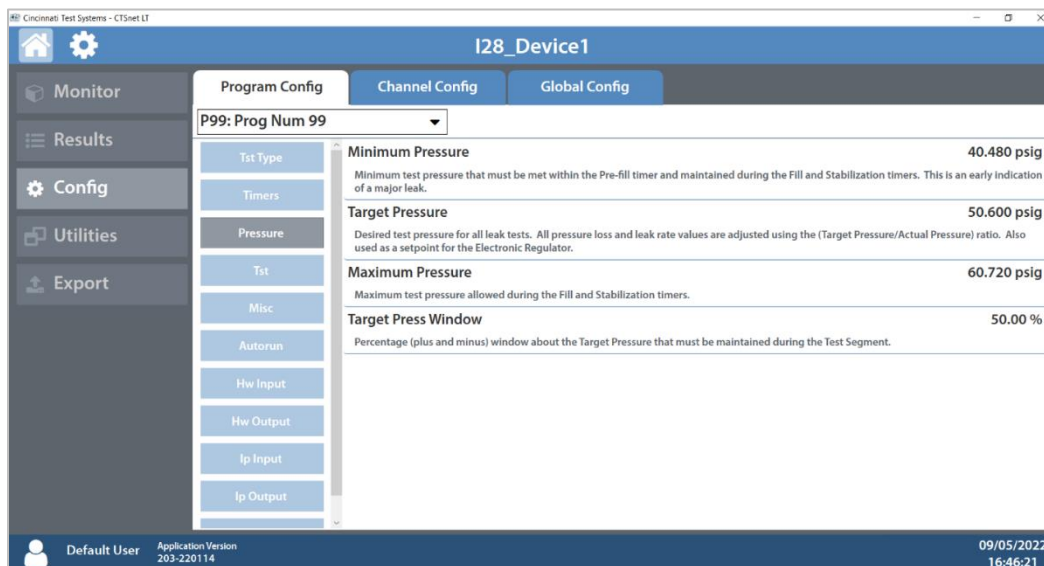 Cincinnati Test Systems - CTSnet LT
I28_Device1
Monitor
Results
Config
Utilities
Export
Program Config
Channel Config
Global Config
P99: Prog Num 99
Tst Type
Timers
Pressure
Tst
Misc
Autorun
Hw Input
Hw Output
Ip Input
Ip Output
Minimum Pressure
40.480 psig
Minimum test pressure that must be met within the Pre-fill timer and maintained during the Fill and Stabilization timers. This is an early indication
of a major leak.
Target Pressure
50.600 psig
Desired test pressure for all leak tests. All pressure loss and leak rate values are adjusted using the (Target Pressure/Actual Pressure) ratio. Also
used as a setpoint for the Electronic Regulator.
Maximum Pressure
60.720 psig
Maximum test pressure allowed during the Fill and Stabilization timers.
Target Press Window
50.00 %
Percentage (plus and minus) window about the Target Pressure that must be maintained during the Test Segment.
Default User
Application Version
203-220114
09/05/2022
16:46:21